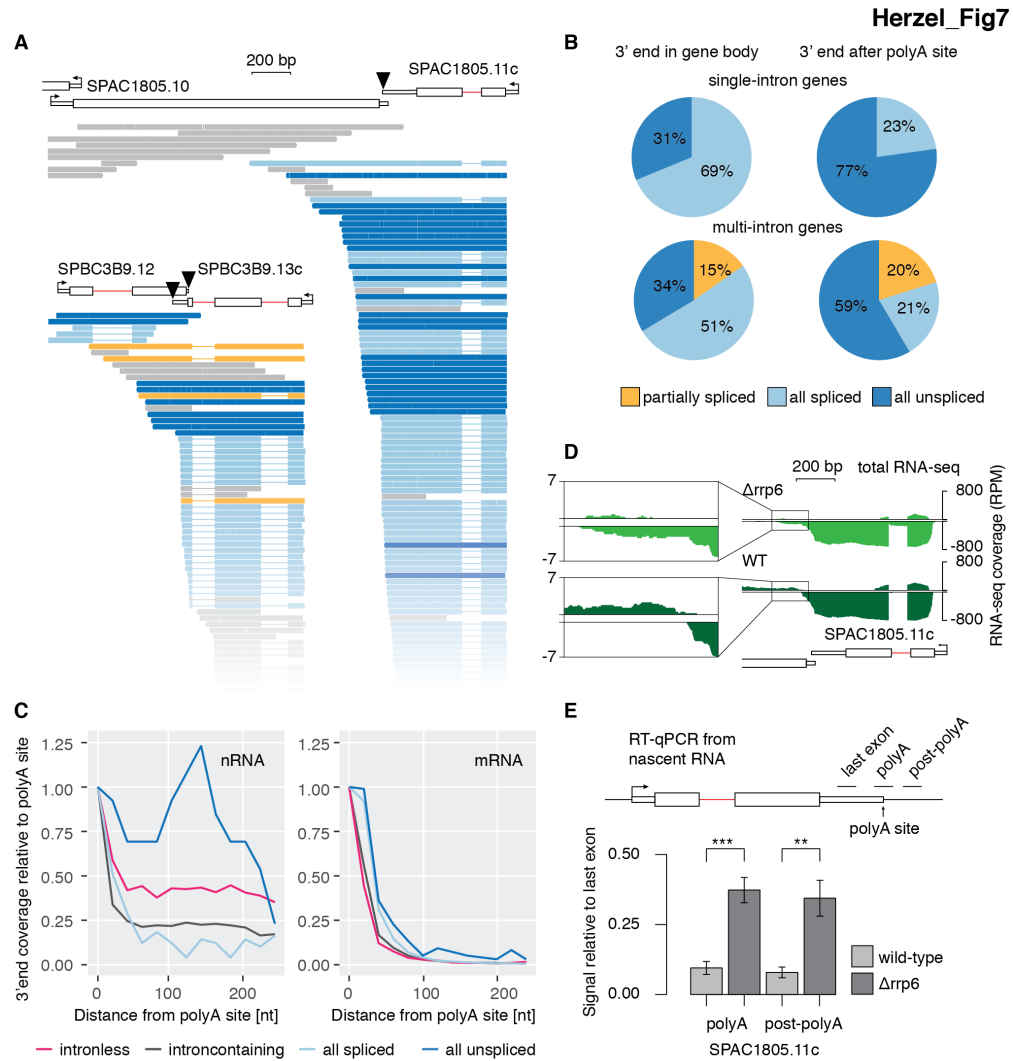 Herzel_Fig7
A
200 bp
SPAC1805.11c
SPAC1805.10
SPBC3B9.12
SPBC3B9.13c
B
3' end in gene body
3' end after polyA site
single-intron genes
31%
69%
23%
77%
multi-intron genes
15%
34%
51%
20%
59%
21%
partially spliced
all spliced
all unspliced
C
3'end coverage relative to polyA site
1.25
1.00
0.75
0.50
0.25
0.00
nRNA
0
100
200
Distance from polyA site [nt]
1.25
1.00
0.75
0.50
0.25
0.00
mRNA
0
100
200
Distance from polyA site [nt]
intronless
introncontaining
all spliced
all unspliced
D
200 bp
total RNA-seq
7
-7
Δrrp6
800
-800
7
-7
WT
800
-800
RNA-seq coverage (RPM)
SPAC1805.11c
E
RT-qPCR from
nascent RNA
last exon
polyA
post-polyA
polyA site
Signal relative to last exon
0.50
0.25
0.00
***
**
wild-type
Δrrp6
polyA
post-polyA
SPAC1805.11c